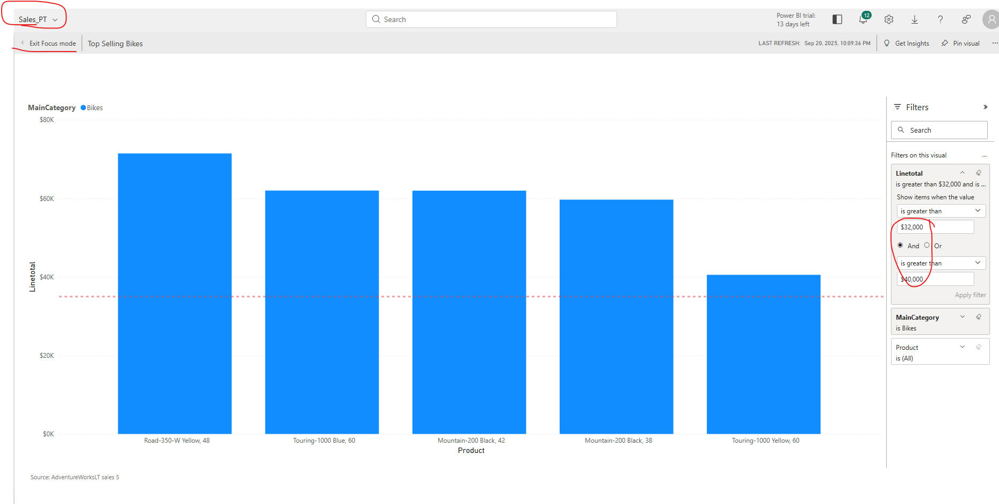 Sales_PT
Search
Power BI trial:
13 days left
12
?
Exit Focus mode
Top Selling Bikes
LAST REFRESH: Sep 20, 2025, 10:09:36 PM
Get Insights
Pin visual
...
MainCategory Bikes
$80K
$60K
$40K
$20K
$0K
Linetotal
Road-350-W Yellow, 48
Touring-1000 Blue, 60
Mountain-200 Black, 42
Mountain-200 Black, 38
Touring-1000 Yellow, 60
Product
Source: AdventureWorksLT sales 5
Filters
Search
Filters on this visual
...
Linetotal
is greater than $32,000 and is ...
Show items when the value
is greater than
$32,000
And Or
is greater than
$40,000
Apply filter
MainCategory
is Bikes
Product
is (All)